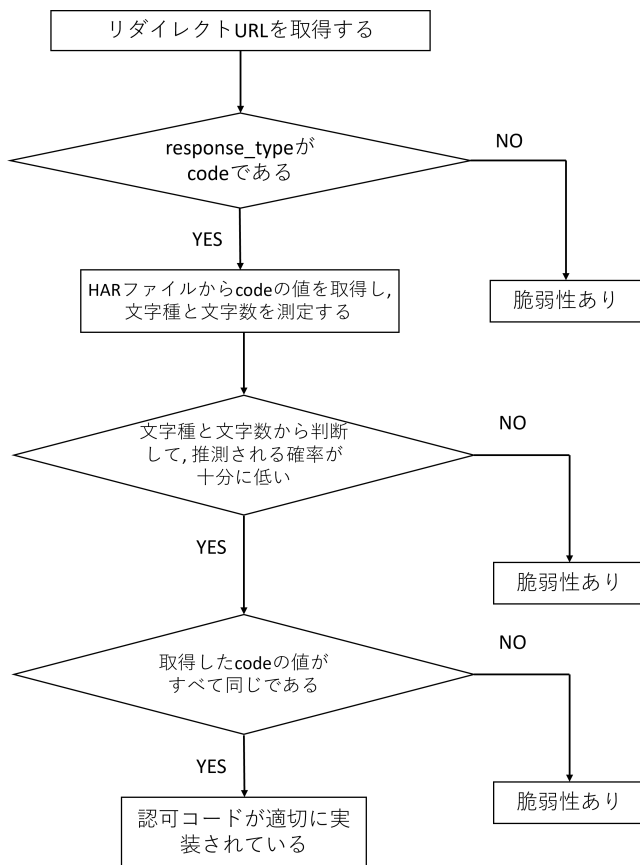 リダイレクトURLを取得する
response_typeが
codeである
NO
YES
HARファイルからcodeの値を取得し,
文字種と文字数を測定する
脆弱性あり
文字種と文字数から判断
して, 推測される確率が
十分に低い
NO
YES
脆弱性あり
取得したcodeの値が
すべて同じである
NO
YES
脆弱性あり
認可コードが適切に実
装されている